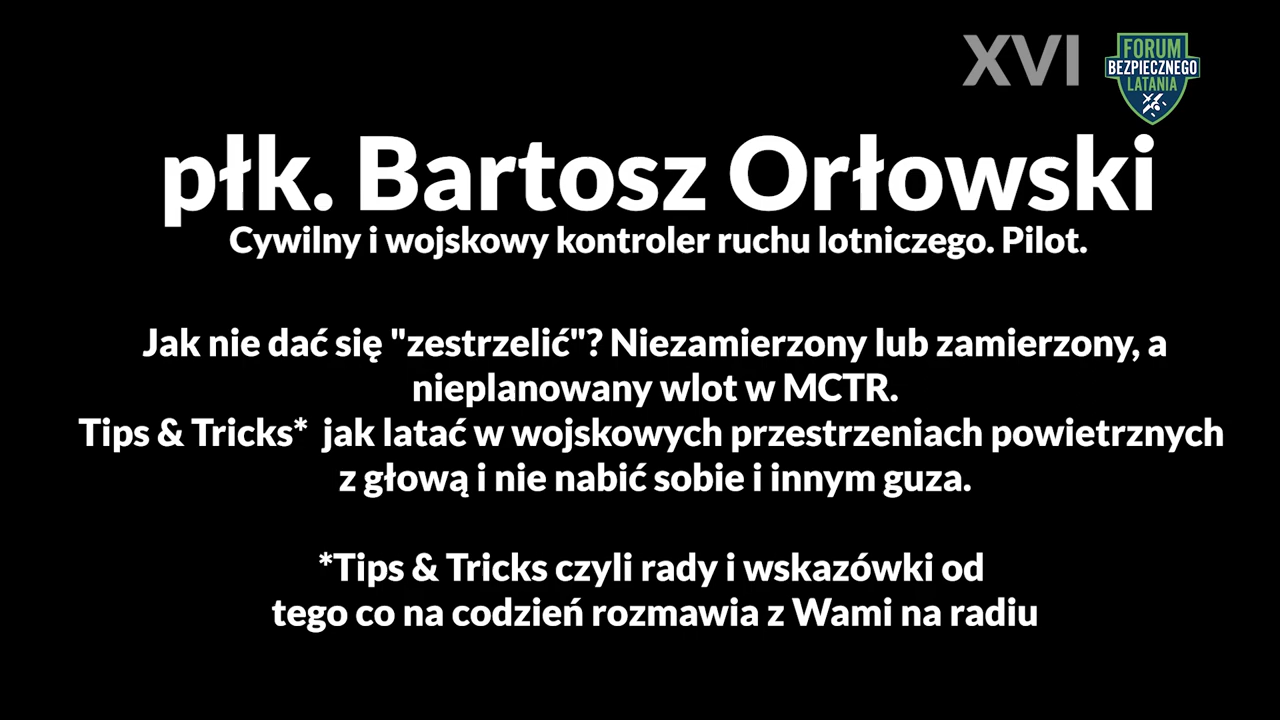 XVI
FORUM
BEZPIECZNEGO
LATANIA
płk. Bartosz Orłowski
Cywilny i wojskowy kontroler ruchu lotniczego. Pilot.
Jak nie dać się "zestrzelić"? Niezamierzony lub zamierzony, a
nieplanowany wlot w MCTR.
Tips & Tricks* jak latać w wojskowych przestrzeniach powietrznych
z głową i nie nabić sobie i innym guza.
*Tips & Tricks czyli rady i wskazówki od
tego co na codzień rozmawia z Wami na radiu